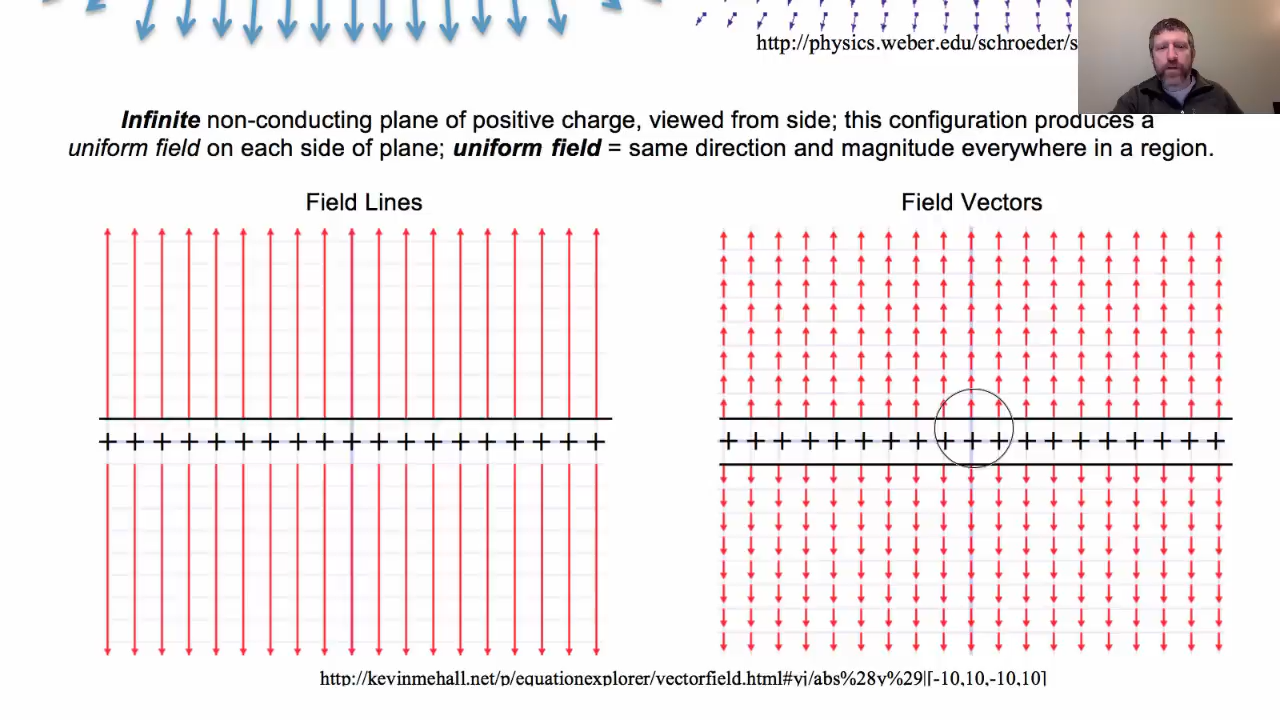 http://physics.weber.edu/schroeder/s
Infinite non-conducting plane of positive charge, viewed from side; this configuration produces a
uniform field on each side of plane; uniform field = same direction and magnitude everywhere in a region.
Field Lines
Field Vectors
+ + + + + + + + + + + + + + + + + + +
+ + + + + + + + + + + + + + + + + + +
http://kevinmehall.net/p/equationexplorer/vectorfield.html#yj/abs%28y%29|[-10,10,-10,10]